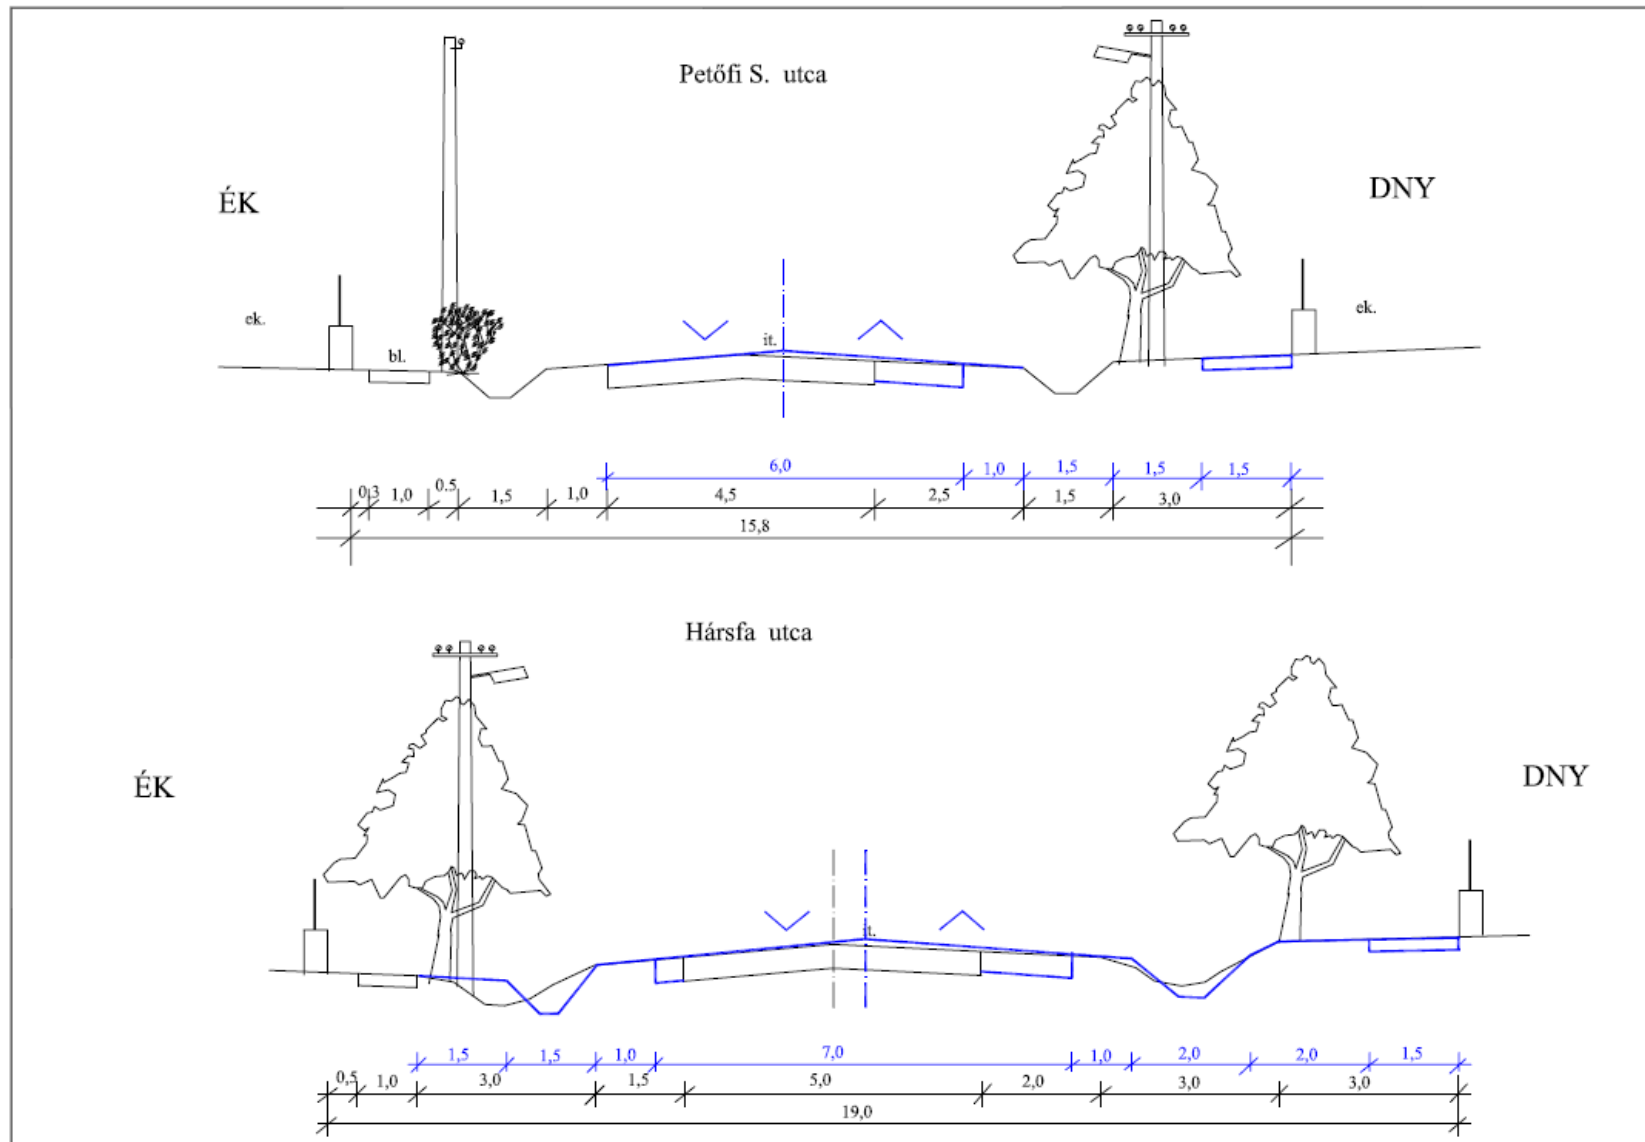 Petőfi S. utca
ÉK
DNY
ek.
bl.
it.
ek.
6,0 1,0 1,5 1,5 1,5
0,3 1,0 0.5 1,5 1,0 4,5 2,5 1,5 3,0
15,8
Hársfa utca
ÉK
DNY
it.
1,5 1,5 1,0 7,0 1,0 2,0 2,0 1,5
0,5 1,0 3,0 1,5 5,0 2,0 3,0 3,0
19,0